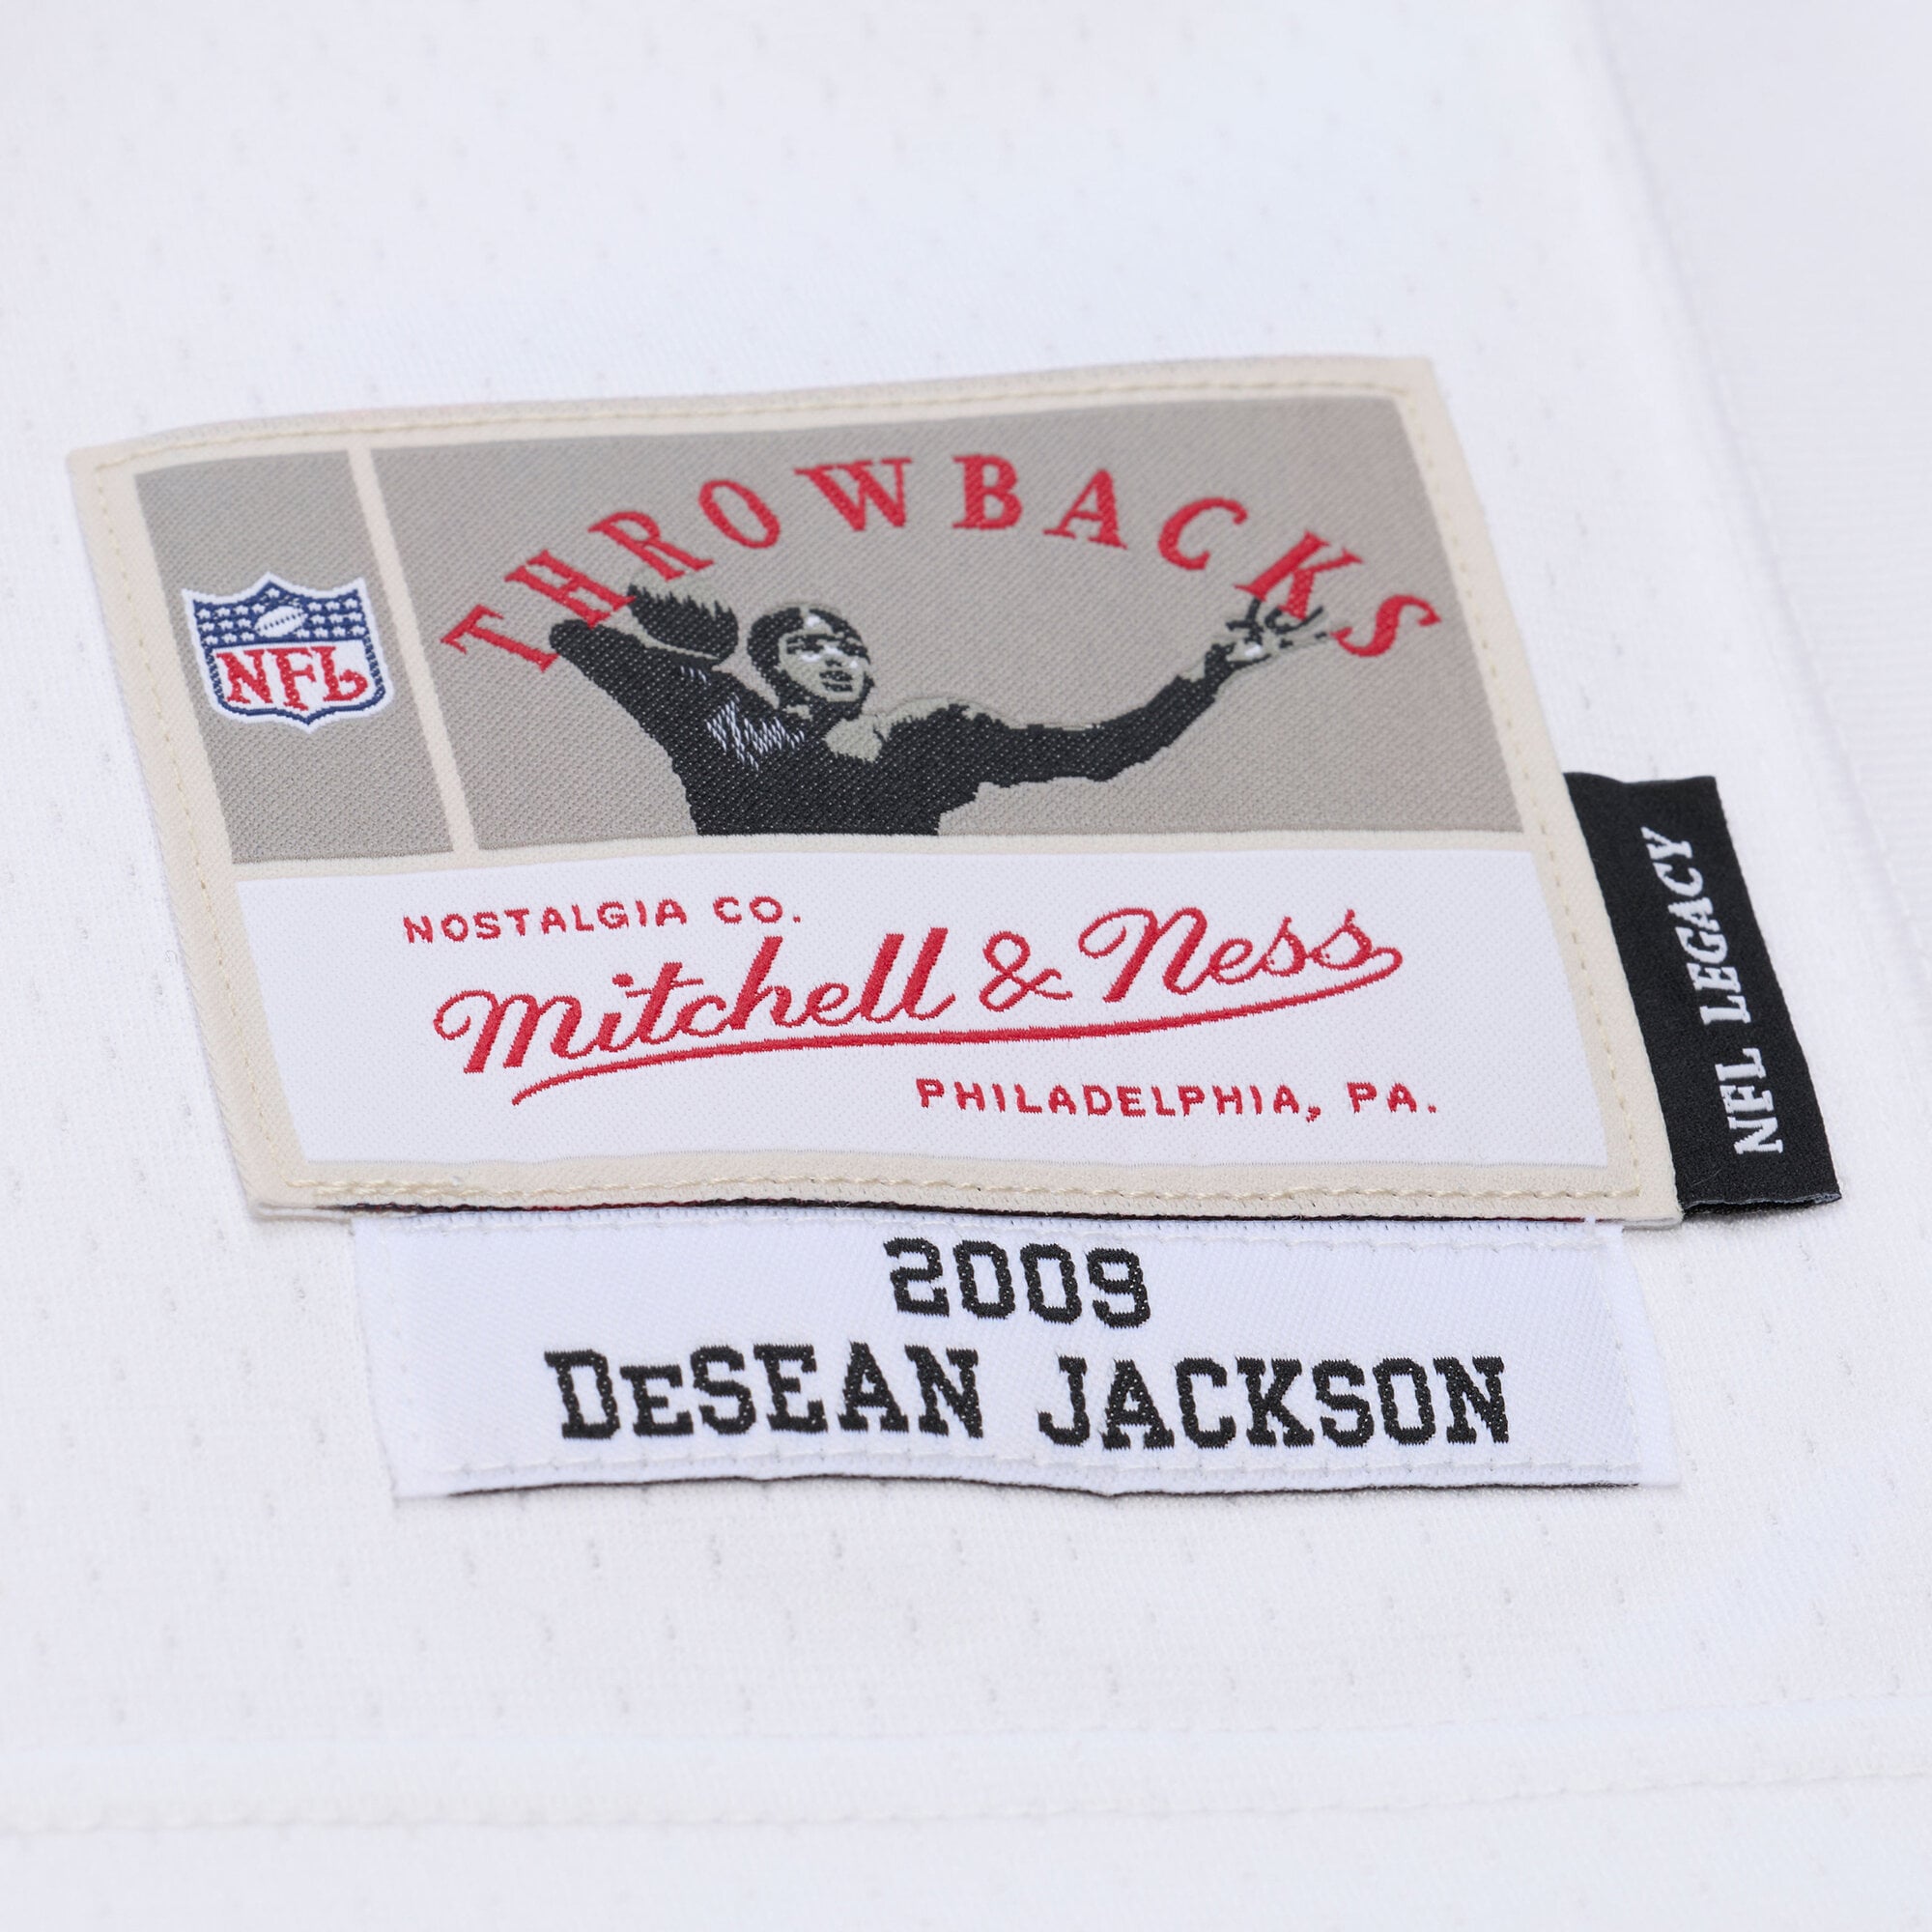 THROWBACKS
NFL
NOSTALGIA CO.
Mitchell & Ness
PHILADELPHIA, PA.
NFL LEGACY
2009
DeSEAN JACKSON